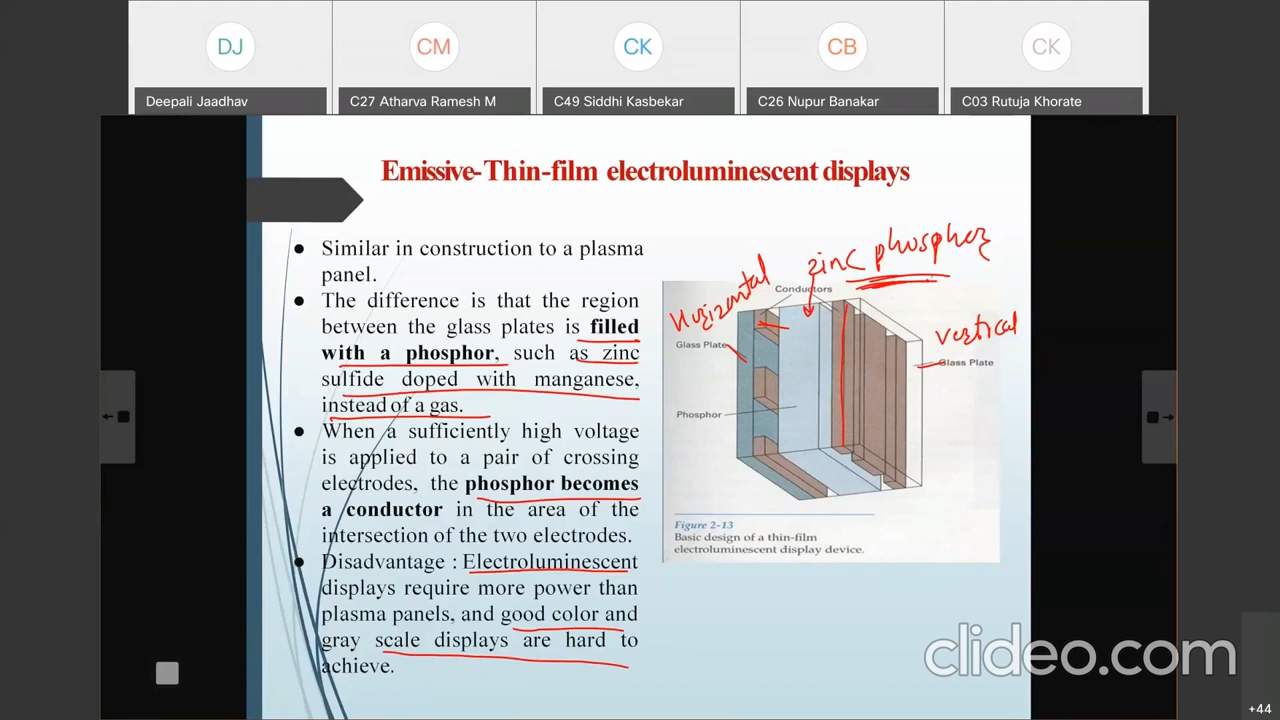 DJ
CM
CK
CB
CK
Deepali Jaadhav
C27 Atharva Ramesh M
C49 Siddhi Kasbekar
C26 Nupur Banakar
C03 Rutuja Khorate
Emissive-Thin-film electroluminescent displays
● Similar in construction to a plasma
panel.
● The difference is that the region
between the glass plates is filled
with a phosphor, such as zinc
sulfide doped with manganese,
instead of a gas.
● When a sufficiently high voltage
is applied to a pair of crossing
electrodes, the phosphor becomes
a conductor in the area of the
intersection of the two electrodes.
● Disadvantage : Electroluminescent
displays require more power than
plasma panels, and good color and
gray scale displays are hard to
achieve.
zinc phosphor
Horizontal
Conductors
vertical
Glass Plate
Glass Plate
Phosphor
Figure 2-13
Basic design of a thin-film
electroluminescent display device.
clideo.com
+44